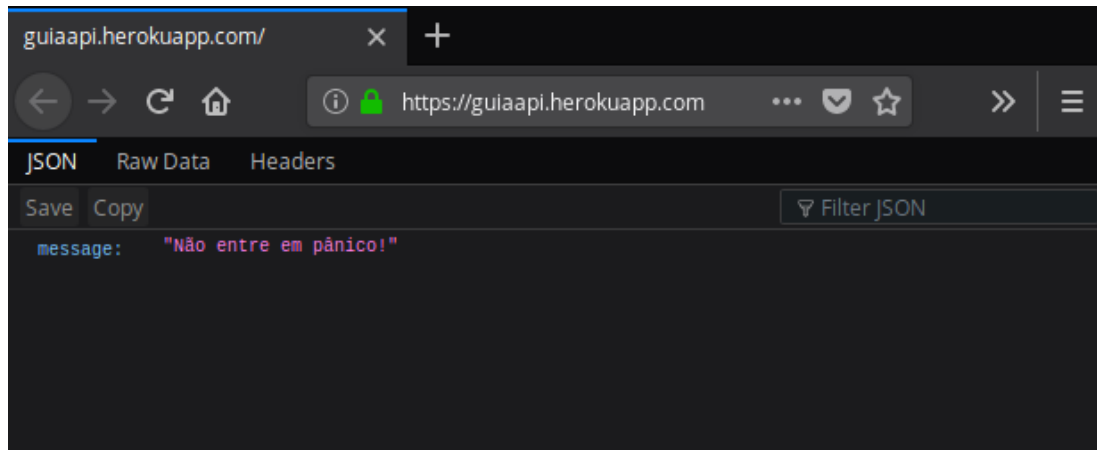 guiaapi.herokuapp.com/
https://guiaapi.herokuapp.com
JSON Raw Data Headers
Save Copy Filter JSON
message: "Não entre em pânico!"